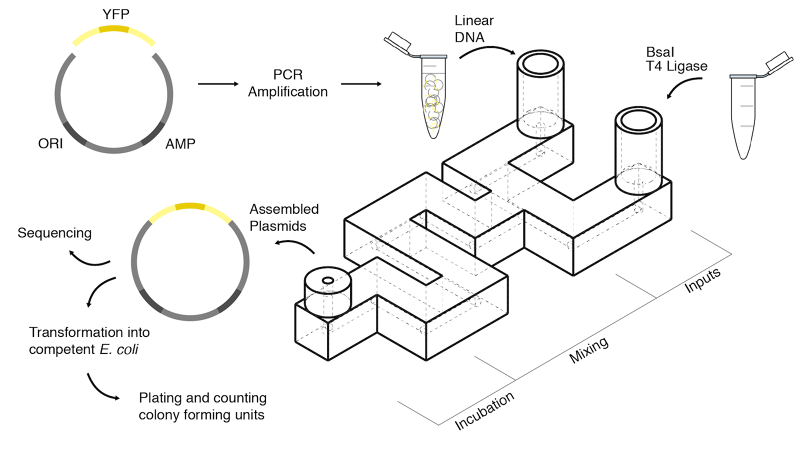 YFP
ORI
AMP
PCR
Amplification
Linear
DNA
BsaI
T4 Ligase
Assembled
Plasmids
Sequencing
Transformation into
competent E. coli
Plating and counting
colony forming units
Inputs
Mixing
Incubation